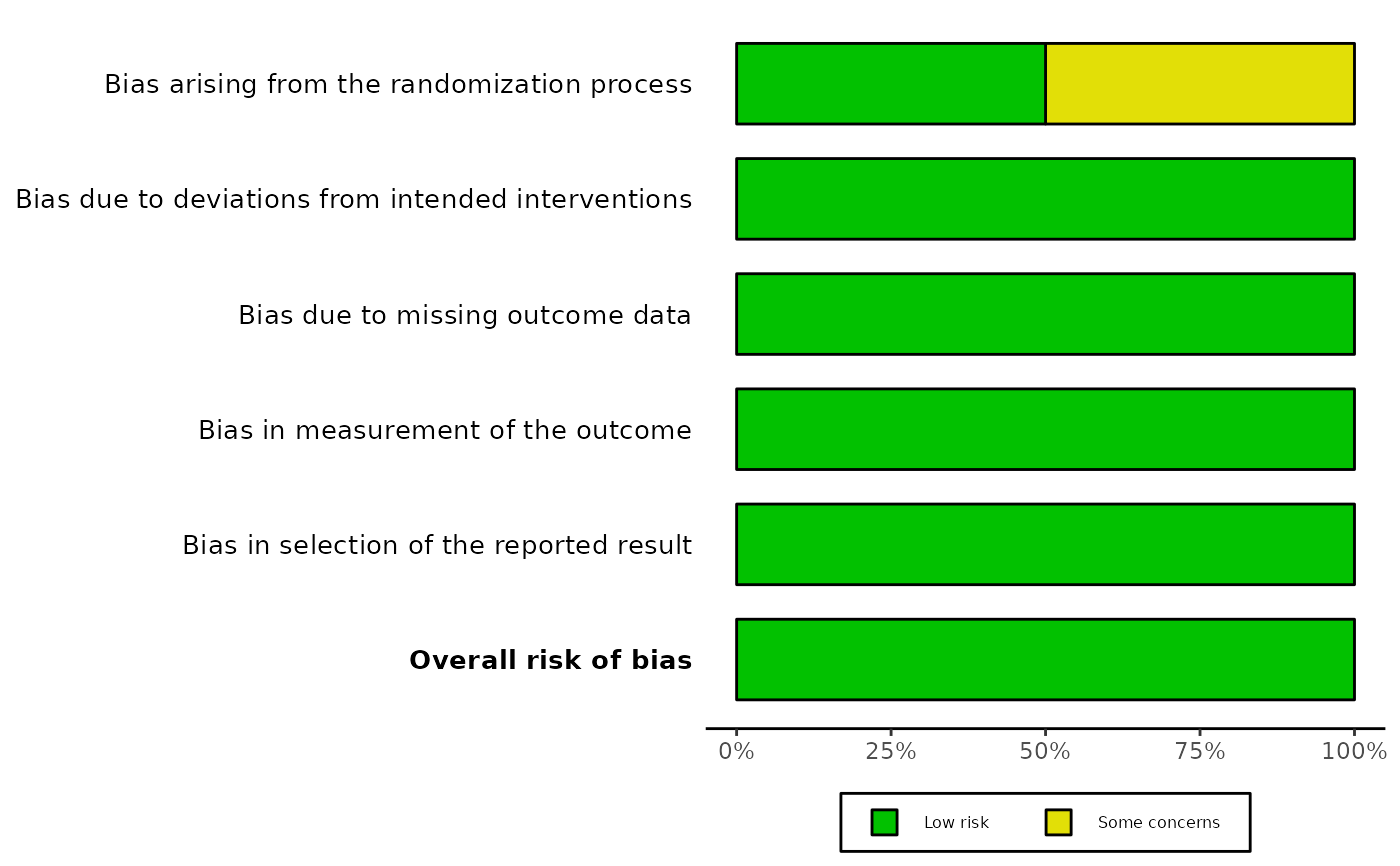 Bias arising from the randomization process
Bias due to deviations from intended interventions
Bias due to missing outcome data
Bias in measurement of the outcome
Bias in selection of the reported result
Overall risk of bias
0% 25% 50% 75% 100%
Low risk Some concerns